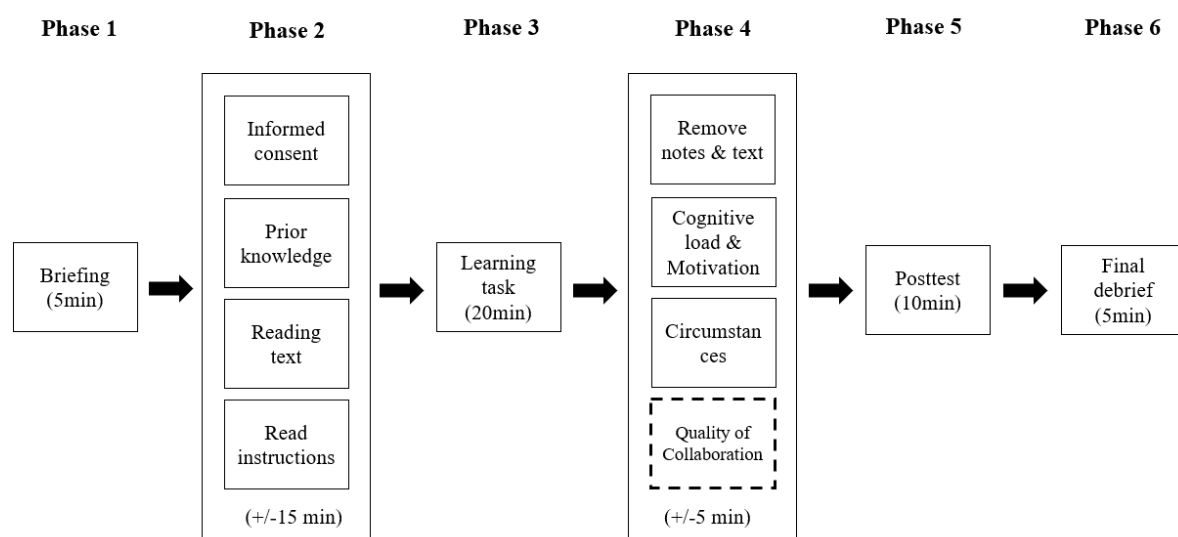 Phase 1
Phase 2
Phase 3
Phase 4
Phase 5
Phase 6
Briefing
(5min)
Informed
consent
Prior
knowledge
Reading
text
Read
instructions
(+/-15 min)
Learning
task
(20min)
Remove
notes & text
Cognitive
load &
Motivation
Circumstan
ces
Quality of
Collaboration
(+/-5 min)
Posttest
(10min)
Final
debrief
(5min)